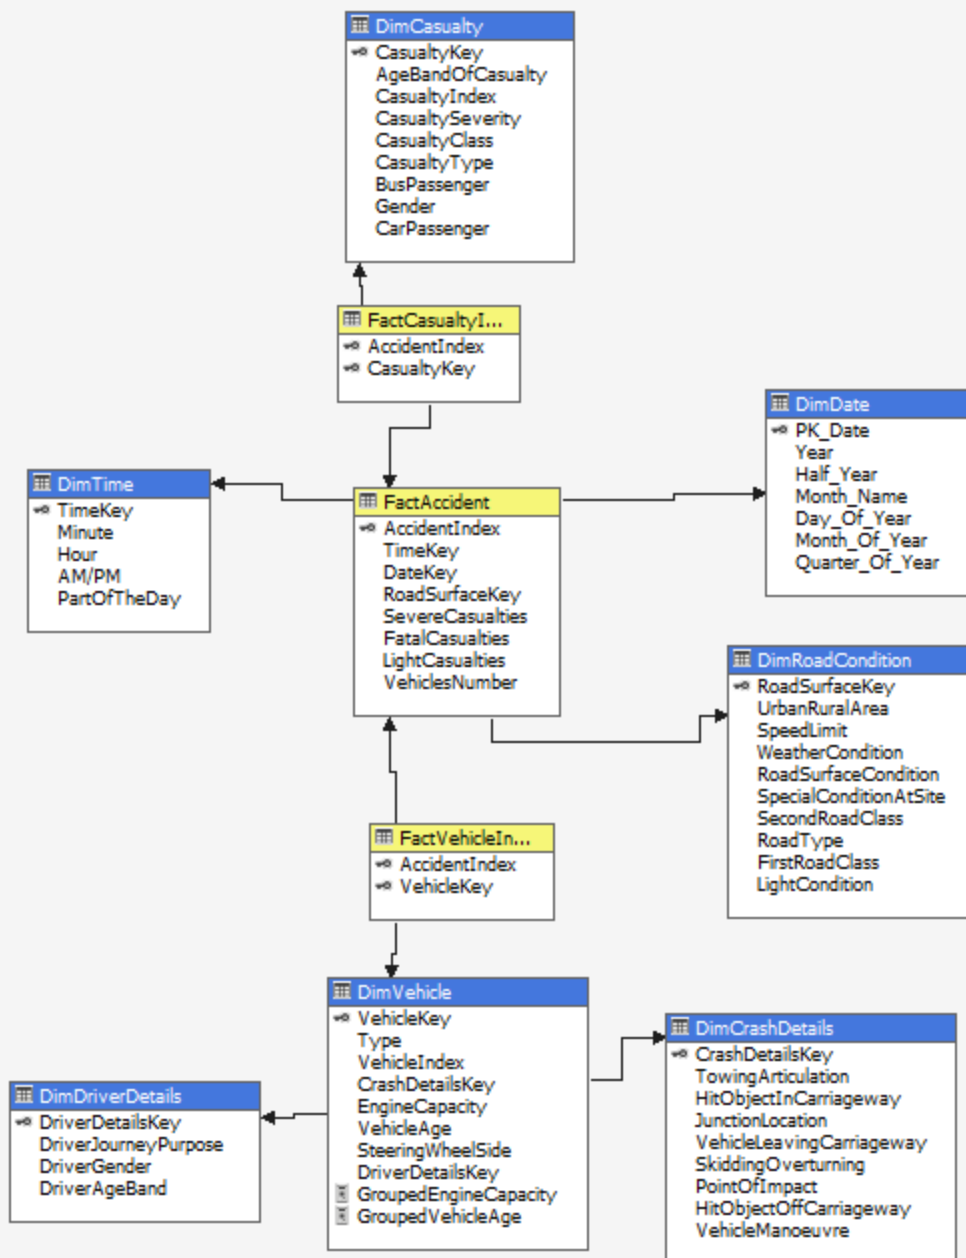 DimCasualty
CasualtyKey
AgeBandOfCasualty
CasualtyIndex
CasualtySeverity
CasualtyClass
CasualtyType
BusPassenger
Gender
CarPassenger
FactCasualtyI...
AccidentIndex
CasualtyKey
DimDate
PK_Date
Year
Half_Year
Month_Name
Day_Of_Year
Month_Of_Year
Quarter_Of_Year
DimTime
TimeKey
Minute
Hour
AM/PM
PartOfTheDay
FactAccident
AccidentIndex
TimeKey
DateKey
RoadSurfaceKey
SevereCasualties
FatalCasualties
LightCasualties
VehiclesNumber
DimRoadCondition
RoadSurfaceKey
UrbanRuralArea
SpeedLimit
WeatherCondition
RoadSurfaceCondition
SpecialConditionAtSite
SecondRoadClass
RoadType
FirstRoadClass
LightCondition
FactVehicleIn...
AccidentIndex
VehicleKey
DimVehicle
VehicleKey
Type
VehicleIndex
CrashDetailsKey
EngineCapacity
VehicleAge
SteeringWheelSide
DriverDetailsKey
GroupedEngineCapacity
GroupedVehicleAge
DimCrashDetails
CrashDetailsKey
TowingArticulation
HitObjectInCarriageway
JunctionLocation
VehicleLeavingCarriageway
SkiddingOverturning
PointOfImpact
HitObjectOffCarriageway
VehicleManoeuvre
DimDriverDetails
DriverDetailsKey
DriverJourneyPurpose
DriverGender
DriverAgeBand